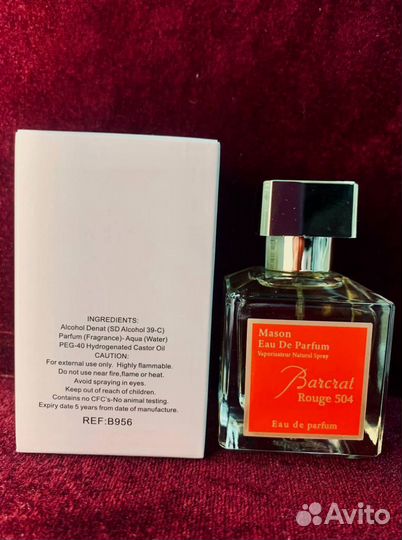 INGREDIENTS:
Alcohol Denat (SD Alcohol 39-C)
Parfum (Fragrance)- Aqua (Water)
PEG-40 Hydrogenated Castor Oil
CAUTION:
For external use only. Highly flammable.
Do not use near fire,flame or heat.
Avoid spraying in eyes.
Keep out of reach of children.
Contains no CFC's-No animal testing.
Expiry date 5 years from date of manufacture.
REF:B956
Mason
Eau De Parfum
Vaporisateur Natural Spray
Barcrat
Rouge 504
Eau de parfum
Avito